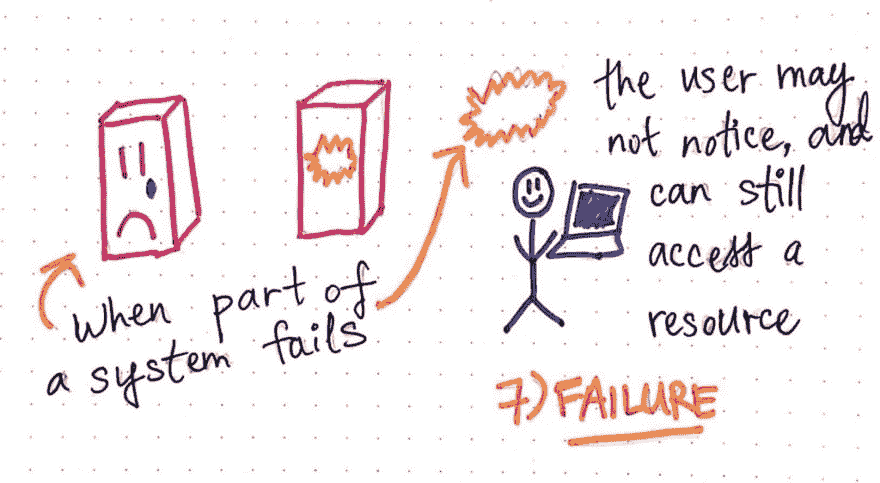 When part of
a system fails
the user may
not notice, and
can still
access a
resource
7) FAILURE